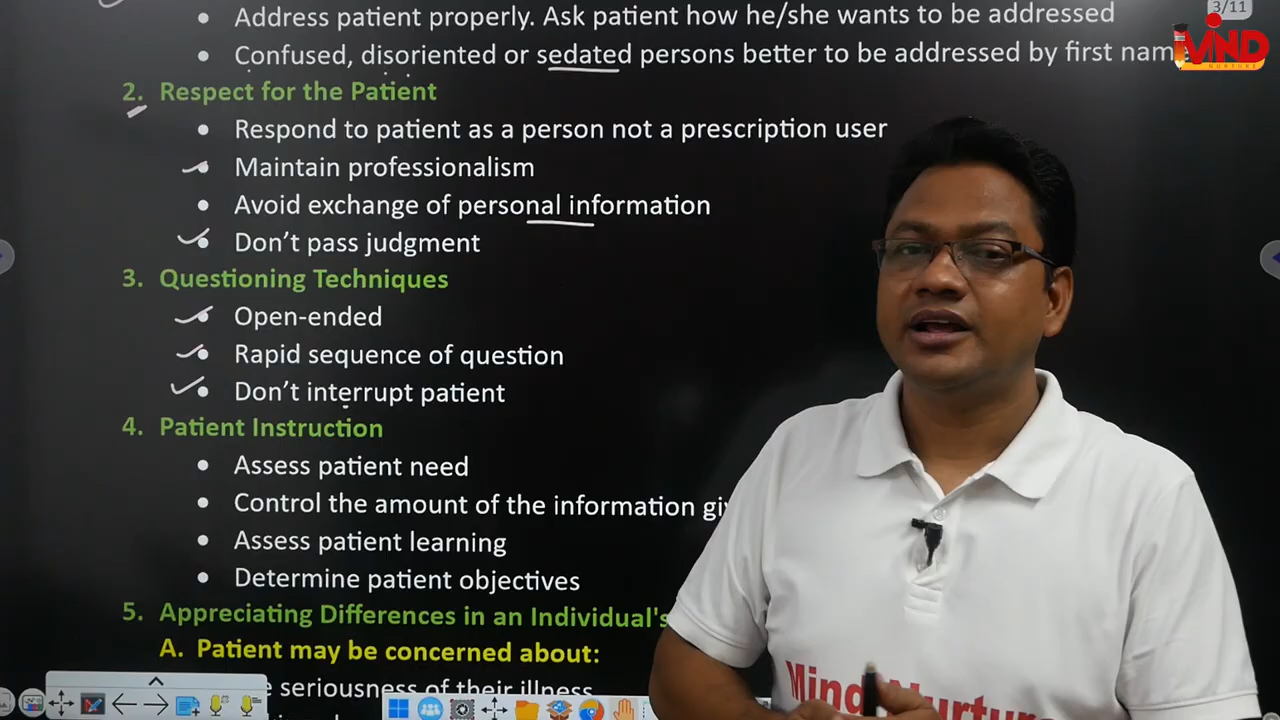 3/11
• Address patient properly. Ask patient how he/she wants to be addressed
• Confused, disoriented or sedated persons better to be addressed by first
MIND
NURTURE
2. Respect for the Patient
• Respond to patient as a person not a prescription user
• Maintain professionalism
• Avoid exchange of personal information
• Don't pass judgment
3. Questioning Techniques
• Open-ended
• Rapid sequence of question
• Don't interrupt patient
4. Patient Instruction
• Assess patient need
• Control the amount of the information
• Assess patient learning
• Determine patient objectives
5. Appreciating Differences in an Individual's
A. Patient may be concerned about:
seriousness of their illness
Mind Nurture